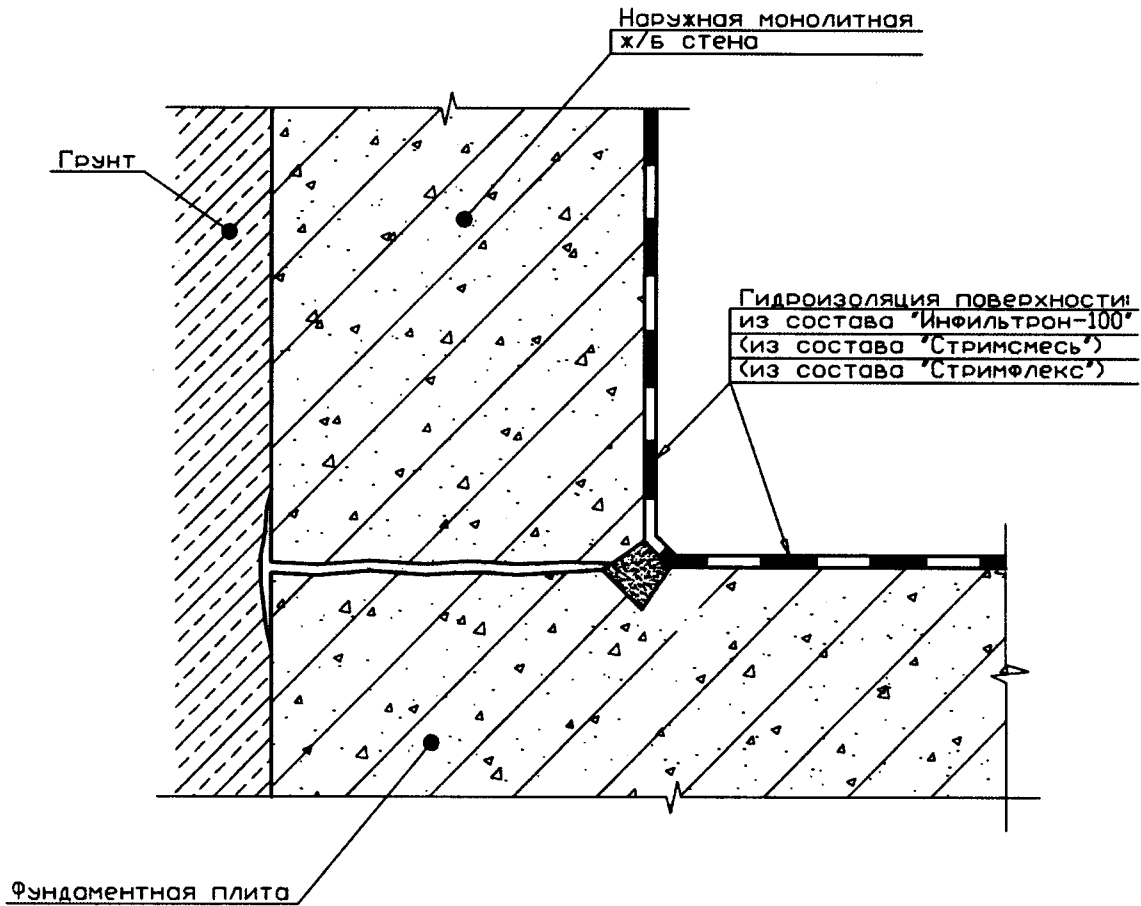 Наружная монолитная
ж/б стена
Грунт
Гидроизоляция поверхности:
из состава "Инфильтрон-100"
(из состава "Стримсмесь")
(из состава "Стримфлекс")
Фундаментная плита